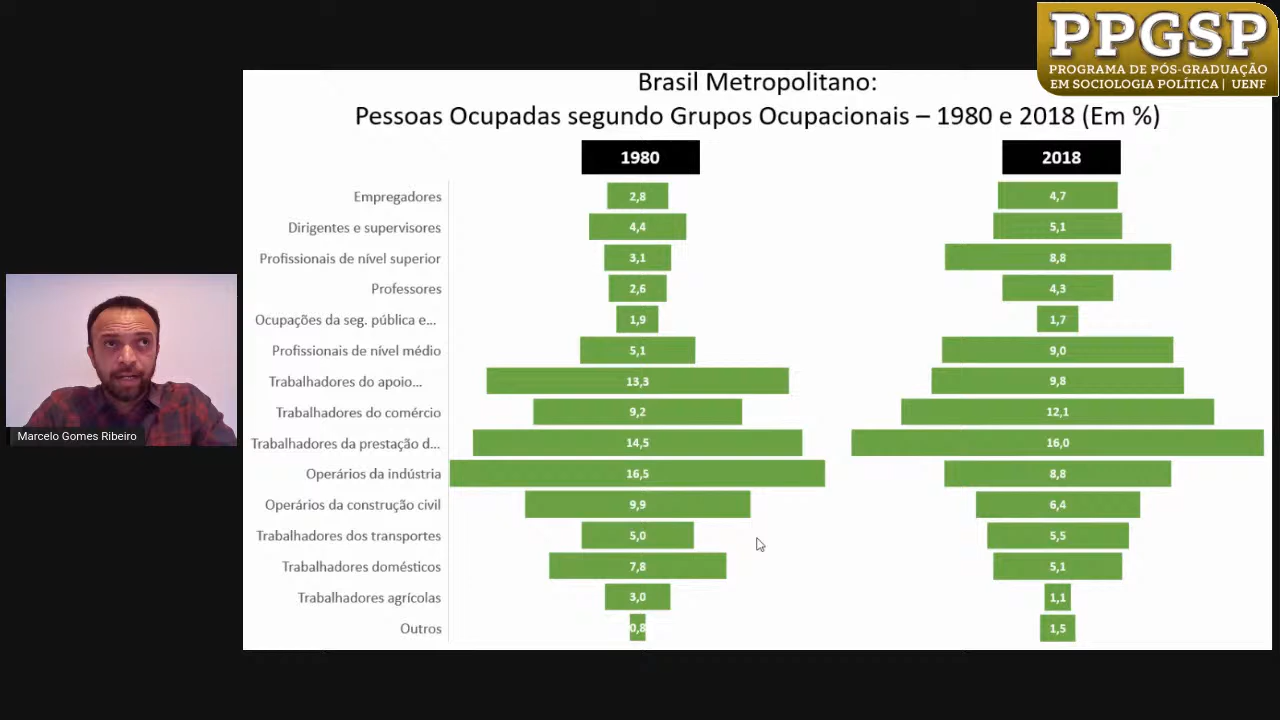 PPGSP
PROGRAMA DE PÓS-GRADUAÇÃO
EM SOCIOLOGIA POLÍTICA | UENF
Brasil Metropolitano:
Pessoas Ocupadas segundo Grupos Ocupacionais – 1980 e 2018 (Em %)
1980 2018
Empregadores 2,8 4,7
Dirigentes e supervisores 4,4 5,1
Profissionais de nível superior 3,1 8,8
Professores 2,6 4,3
Ocupações da seg. pública e... 1,9 1,7
Profissionais de nível médio 5,1 9,0
Trabalhadores do apoio... 13,3 9,8
Trabalhadores do comércio 9,2 12,1
Trabalhadores da prestação d... 14,5 16,0
Operários da indústria 16,5 8,8
Operários da construção civil 9,9 6,4
Trabalhadores dos transportes 5,0 5,5
Trabalhadores domésticos 7,8 5,1
Trabalhadores agrícolas 3,0 1,1
Outros 0,8 1,5
Marcelo Gomes Ribeiro